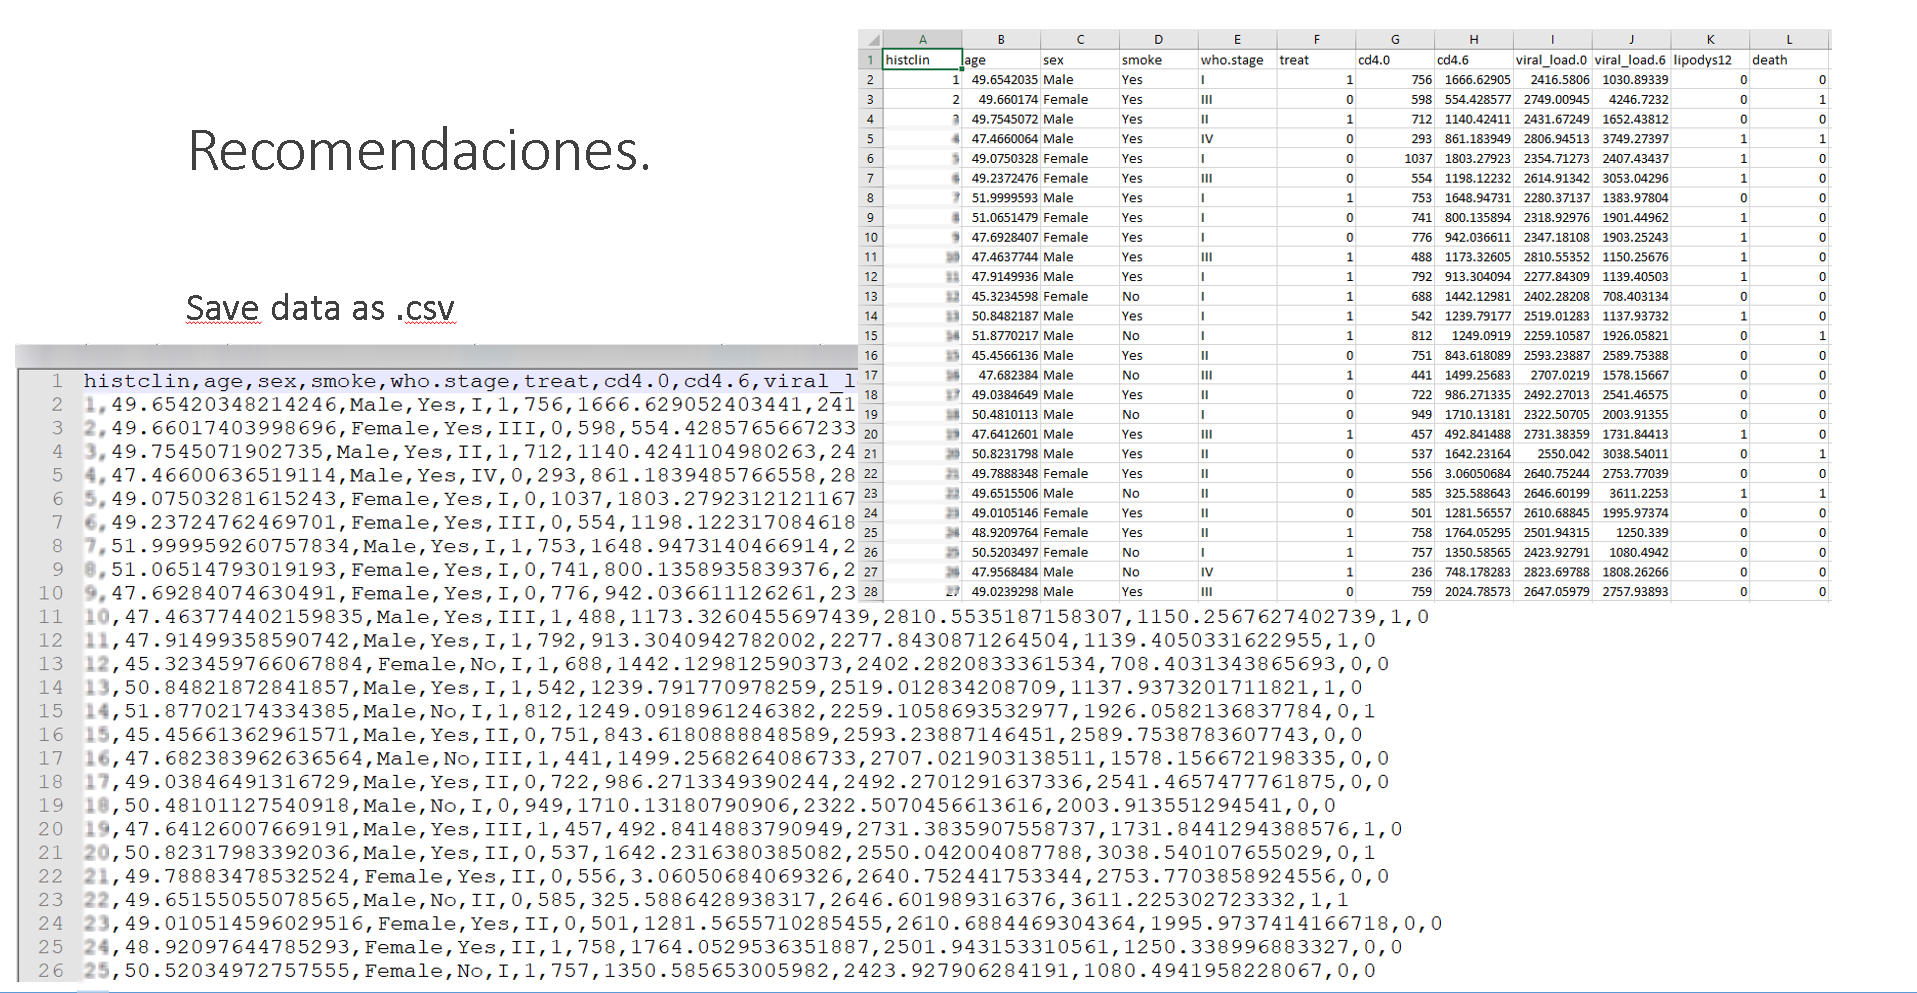 Recomendaciones.
Save data as .csv
A B C D E F G H I J K L
1 histclin age sex smoke who.stage treat cd4.0 cd4.6 viral_load.0 viral_load.6 lipodys12 death
2 1 49.6542035 Male Yes I 1 756 1666.62905 2416.5806 1030.89339 0 0
3 2 49.660174 Female Yes III 0 598 554.428577 2749.00945 4246.7232 0 1
4 3 49.7545072 Male Yes II 1 712 1140.42411 2431.67249 1652.43812 0 0
5 4 47.4660064 Male Yes IV 0 293 861.183949 2806.94513 3749.27397 1 1
6 5 49.0750328 Female Yes I 0 1037 1803.27923 2354.71273 2407.43437 1 0
7 6 49.2372476 Female Yes III 0 554 1198.12232 2614.91342 3053.04296 1 0
8 7 51.9999593 Male Yes I 1 753 1648.94731 2280.37137 1383.97804 0 0
9 8 51.0651479 Female Yes I 0 741 800.135894 2318.92976 1901.44962 1 0
10 9 47.6928407 Female Yes I 0 776 942.036611 2347.18108 1903.25243 1 0
11 10 47.4637744 Male Yes III 1 488 1173.32605 2810.55352 1150.25676 1 0
12 11 47.9149936 Male Yes I 1 792 913.304094 2277.84309 1139.40503 1 0
13 12 45.3234598 Female No I 1 688 1442.12981 2402.28208 708.403134 0 0
14 13 50.8482187 Male Yes I 1 542 1239.79177 2519.01283 1137.93732 1 0
15 14 51.8770217 Male No I 1 812 1249.0919 2259.10587 1926.05821 0 1
16 15 45.4566136 Male Yes II 0 751 843.618089 2593.23887 2589.75388 0 0
17 16 47.682384 Male No III 1 441 1499.25683 2707.0219 1578.15667 0 0
18 17 49.0384649 Male Yes II 0 722 986.271335 2492.27013 2541.46575 0 0
19 18 50.4810113 Male No I 0 949 1710.13181 2322.50705 2003.91355 0 0
20 19 47.6412601 Male Yes III 1 457 492.841488 2731.38359 1731.84413 1 0
21 20 50.8231798 Male Yes II 0 537 1642.23164 2550.042 3038.54011 0 1
22 21 49.7888348 Female Yes II 0 556 3.06050684 2640.75244 2753.77039 0 0
23 22 49.6515506 Male No II 0 585 325.588643 2646.60199 3611.2253 1 1
24 23 49.0105146 Female Yes II 0 501 1281.56557 2610.68845 1995.97374 0 0
25 24 48.9209764 Female Yes II 1 758 1764.05295 2501.94315 1250.339 0 0
26 25 50.5203497 Female No I 1 757 1350.58565 2423.92791 1080.4942 0 0
27 26 47.9568484 Male No IV 1 236 748.178283 2823.69788 1808.26266 0 0
28 27 49.0239298 Male Yes III 0 759 2024.78573 2647.05979 2757.93893 0 0
1 histclin,age,sex,smoke,who.stage,treat,cd4.0,cd4.6,viral_l
2 1,49.65420348214246,Male,Yes,I,1,756,1666.629052403441,241
3 2,49.66017403998696,Female,Yes,III,0,598,554.4285765667233
4 3,49.7545071902735,Male,Yes,II,1,712,1140.4241104980263,24
5 4,47.46600636519114,Male,Yes,IV,0,293,861.1839485766558,28
6 5,49.07503281615243,Female,Yes,I,0,1037,1803.2792312121167
7 6,49.23724762469701,Female,Yes,III,0,554,1198.122317084618
8 7,51.999959260757834,Male,Yes,I,1,753,1648.9473140466914,2
9 8,51.06514793019193,Female,Yes,I,0,741,800.1358935839376,2
10 9,47.69284074630491,Female,Yes,I,0,776,942.036611126261,23
11 10,47.463774402159835,Male,Yes,III,1,488,1173.3260455697439,2810.5535187158307,1150.2567627402739,1,0
12 11,47.91499358590742,Male,Yes,I,1,792,913.3040942782002,2277.8430871264504,1139.4050331622955,1,0
13 12,45.323459766067884,Female,No,I,1,688,1442.129812590373,2402.2820833361534,708.4031343865693,0,0
14 13,50.84821872841857,Male,Yes,I,1,542,1239.791770978259,2519.012834208709,1137.9373201711821,1,0
15 14,51.87702174334385,Male,No,I,1,812,1249.0918961246382,2259.1058693532977,1926.0582136837784,0,1
16 15,45.45661362961571,Male,Yes,II,0,751,843.6180888848589,2593.23887146451,2589.7538783607743,0,0
17 16,47.682383962636564,Male,No,III,1,441,1499.2568264086733,2707.021903138511,1578.156672198335,0,0
18 17,49.03846491316729,Male,Yes,II,0,722,986.2713349390244,2492.2701291637336,2541.4657477761875,0,0
19 18,50.48101127540918,Male,No,I,0,949,1710.13180790906,2322.5070456613616,2003.913551294541,0,0
20 19,47.64126007669191,Male,Yes,III,1,457,492.8414883790949,2731.3835907558737,1731.8441294388576,1,0
21 20,50.82317983392036,Male,Yes,II,0,537,1642.2316380385082,2550.042004087788,3038.540107655029,0,1
22 21,49.78883478532524,Female,Yes,II,0,556,3.06050684069326,2640.752441753344,2753.7703858924556,0,0
23 22,49.65155055078565,Male,No,II,0,585,325.5886428938317,2646.601989316376,3611.225302723332,1,1
24 23,49.010514596029516,Female,Yes,II,0,501,1281.5655710285455,2610.6884469304364,1995.9737414166718,0,0
25 24,48.92097644785293,Female,Yes,II,1,758,1764.0529536351887,2501.943153310561,1250.338996883327,0,0
26 25,50.52034972757555,Female,No,I,1,757,1350.585653005982,2423.927906284191,1080.4941958228067,0,0